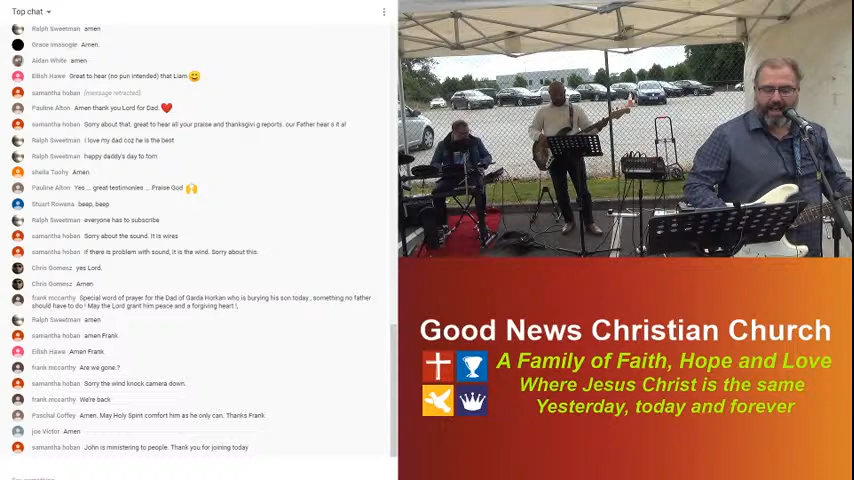 Top chat
Ralph Sweetman amen
Grace Imasogie Amen.
Aidan White amen
Eilish Hawe Great to hear (no pun intended) that Liam 😄
samantha hoban [message retracted]
Pauline Alton Amen thank you Lord for Dad. ❤️
samantha hoban Sorry about that. great to hear all your praise and thanksgivi g reports. our Father hear s it al
Ralph Sweetman I love my dad coz he is the best
Ralph Sweetman happy daddy's day to tom
sheila Tuohy Amen
Pauline Alton Yes ... great testimonies ... Praise God 🙌
Stuart Rowana beep, beep
Ralph Sweetman everyone has to subscribe
samantha hoban Sorry about the sound. It is wires
samantha hoban if there is problem with sound, it is the wind. Sorry about this.
Chris Gomesz yes Lord.
Chris Gomesz Amen
frank mccarthy Special word of prayer for the Dad of Garda Horkan who is burying his son today , something no father
should have to do ! May the Lord grant him peace and a forgiving heart !,
Ralph Sweetman amen
samantha hoban amen Frank
Eilish Hawe Amen Frank
frank mccarthy Are we gone.?
samantha hoban Sorry the wind knock camera down.
frank mccarthy We're back
Paschal Coffey Amen. May Holy Spirit comfort him as he only can. Thanks Frank
joe Victor Amen
samantha hoban John is ministering to people. Thank you for joining today
Good News Christian Church
A Family of Faith, Hope and Love
Where Jesus Christ is the same
Yesterday, today and forever